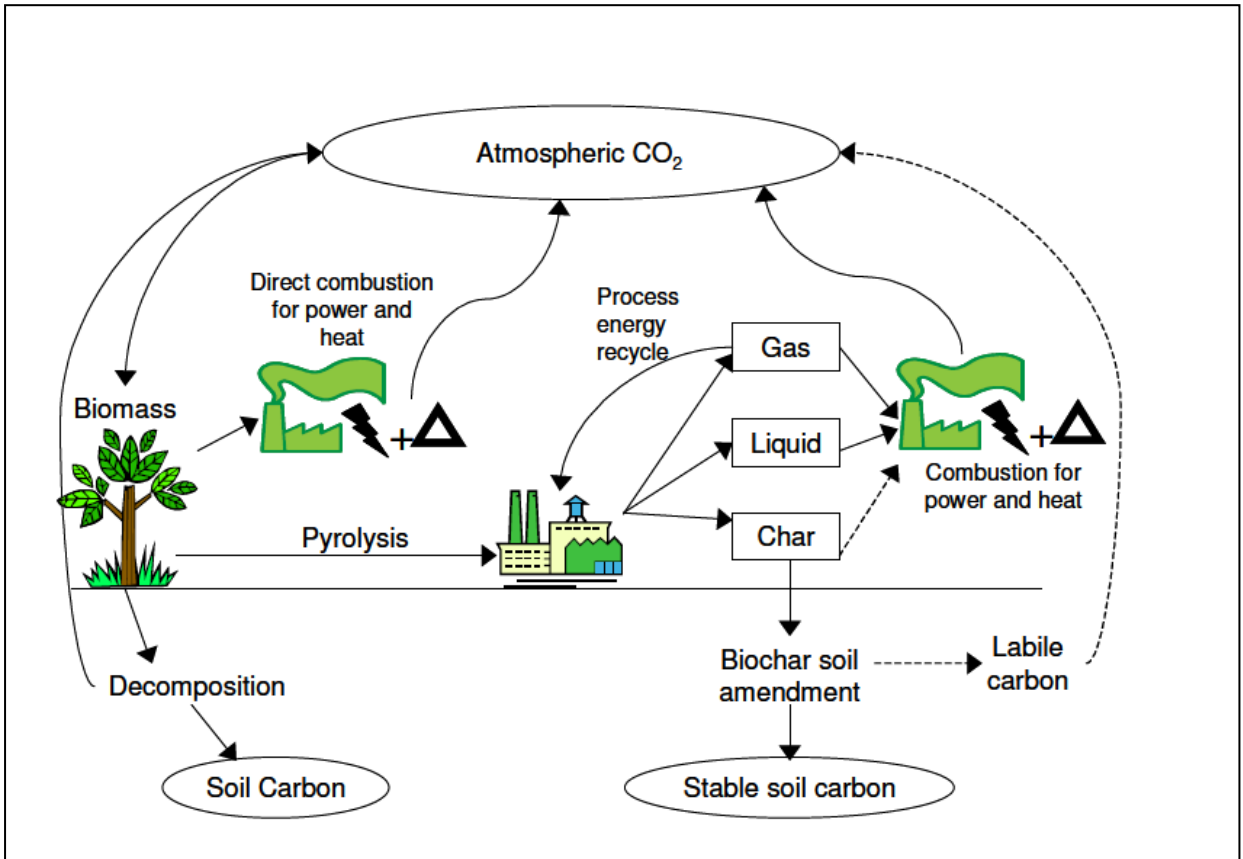 Atmospheric CO₂
Direct combustion
for power and
heat
Process
energy
recycle
Gas
Biomass
+
+
Liquid
Combustion for
power and heat
Pyrolysis
Char
Biochar soil
amendment
Labile
carbon
Decomposition
Soil Carbon
Stable soil carbon